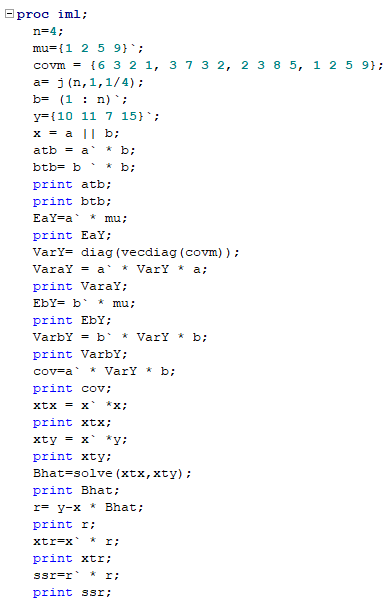 proc iml;
n=4;
mu={1 2 5 9}`;
covm = {6 3 2 1, 3 7 3 2, 2 3 8 5, 1 2 5 9};
a= j(n,1,1/4);
b= (1 : n)`;
y={10 11 7 15}`;
x = a || b;
atb = a` * b;
btb= b ` * b;
print atb;
print btb;
EaY=a` * mu;
print EaY;
VarY= diag(vecdiag(covm));
VaraY = a` * VarY * a;
print VaraY;
EbY= b` * mu;
print EbY;
VarbY = b` * VarY * b;
print VarbY;
cov=a` * VarY * b;
print cov;
xtx = x` *x;
print xtx;
xty = x` *y;
print xty;
Bhat=solve(xtx,xty);
print Bhat;
r= y-x * Bhat;
print r;
xtr=x` * r;
print xtr;
ssr=r` * r;
print ssr;